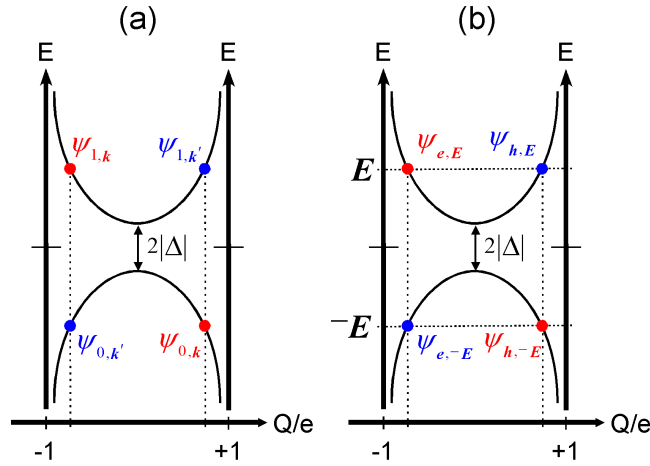 (a)
E
E
ψ1,k
ψ1,k′
2|Δ|
ψ0,k′
ψ0,k
-1
+1
Q/e
(b)
E
E
ψe,E
ψh,E
E
2|Δ|
−E
ψe,−E
ψh,−E
-1
+1
Q/e